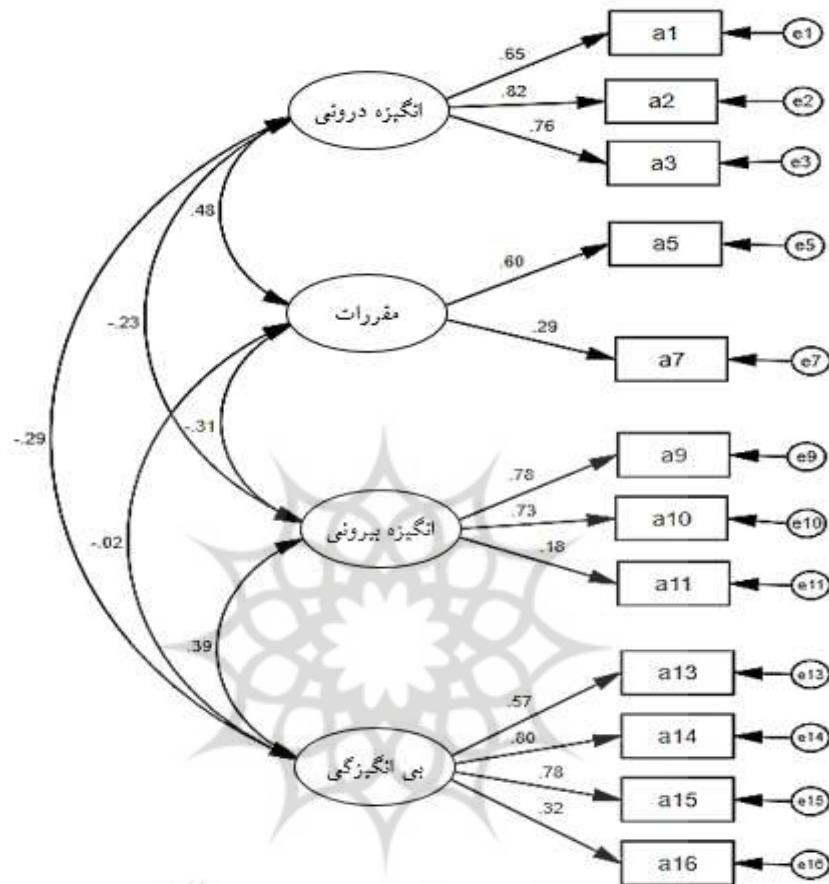 a1
e1
.65
انگیزه درونی
.82
a2
e2
.76
a3
e3
.48
.60
a5
e5
مقررات
-.23
.29
a7
e7
-.29
-.31
.78
a9
e9
انگیزه بیرونی
.73
a10
e10
-.02
.18
a11
e11
.39
.57
a13
e13
.80
a14
e14
بی انگیزگی
.78
a15
e15
.32
a16
e16